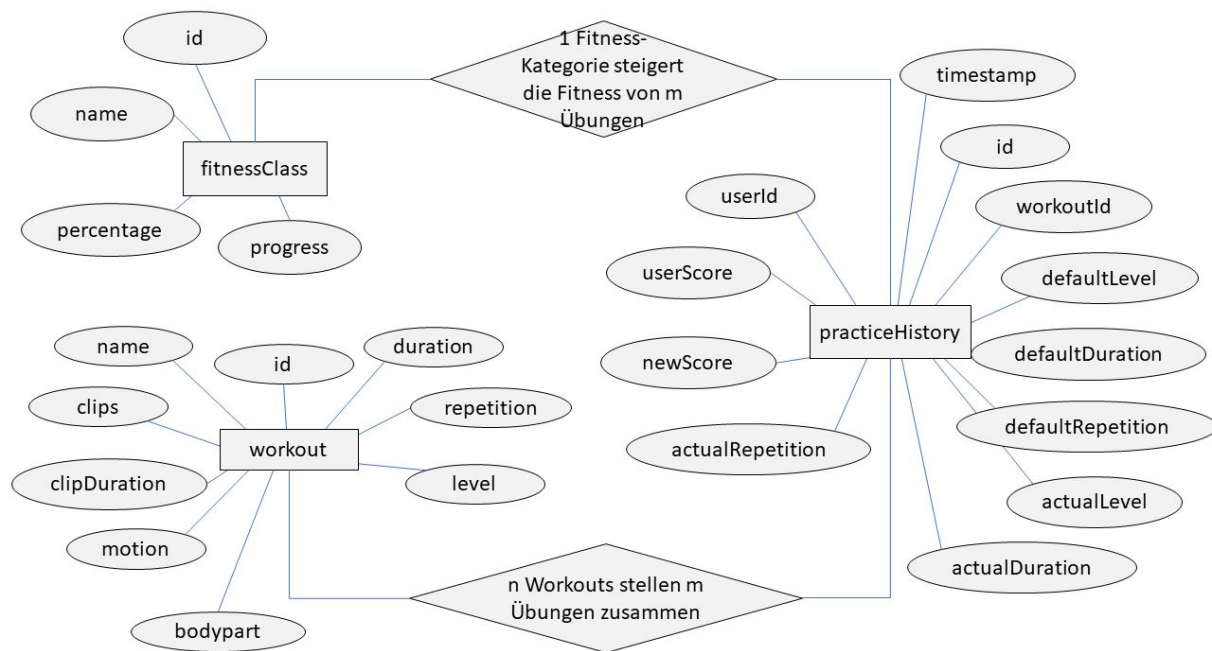 id
name
fitnessClass
percentage
progress
1 Fitness-
Kategorie steigert
die Fitness von m
Übungen
timestamp
id
workoutId
userId
userScore
defaultLevel
practiceHistory
defaultDuration
newScore
defaultRepetition
actualRepetition
actualLevel
actualDuration
name
id
duration
clips
repetition
workout
clipDuration
level
motion
bodypart
n Workouts stellen m
Übungen zusammen